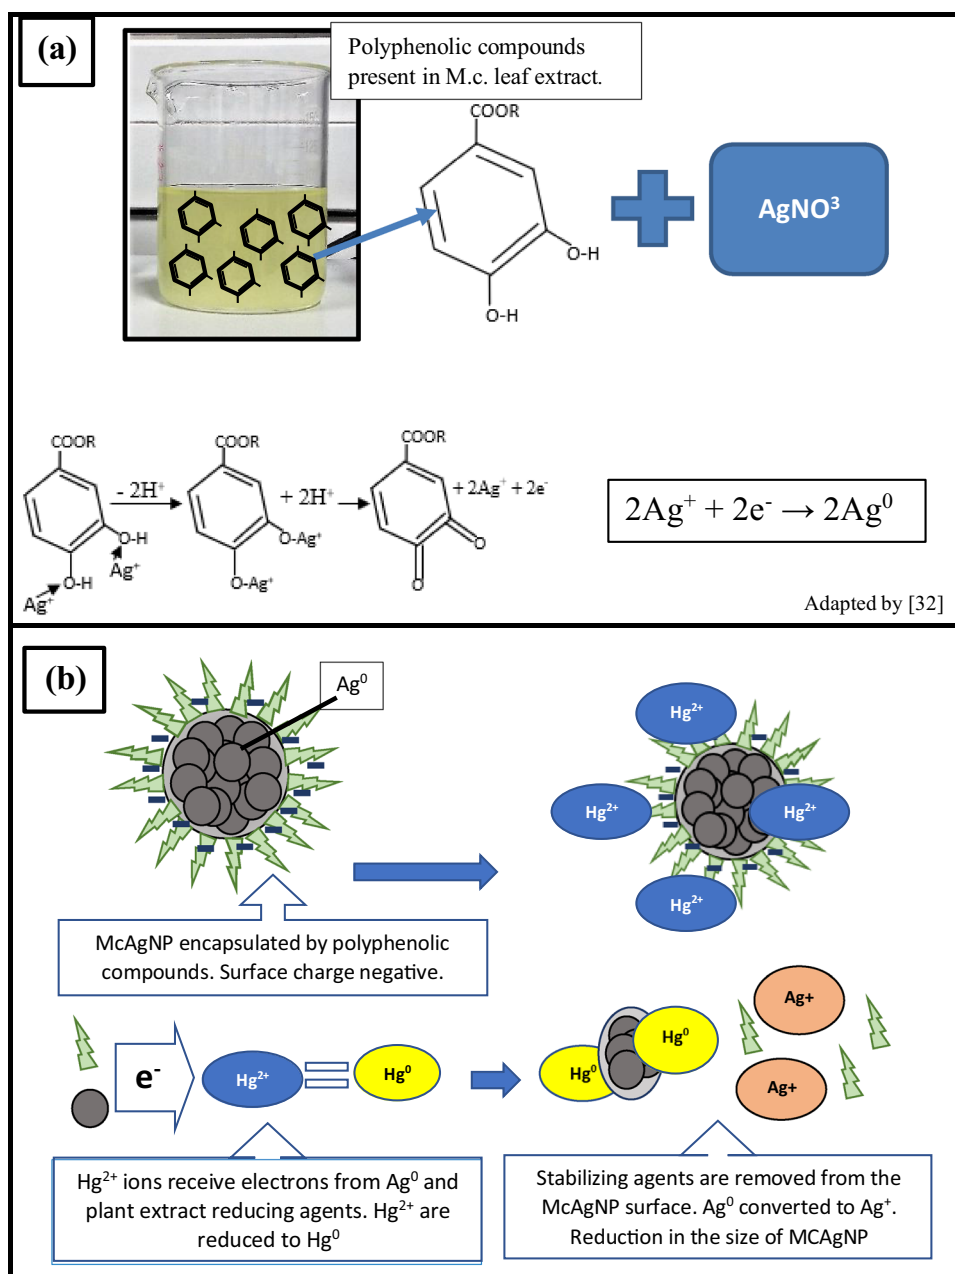 (a)
Polyphenolic compounds
present in M.c. leaf extract.
COOR
O-H
O-H
AgNO³
COOR
O-H
O-H
Ag⁺
Ag⁺
- 2H⁺
COOR
O-Ag⁺
O-Ag⁺
+ 2H⁺
COOR
O
O
+ 2Ag⁺ + 2e⁻
2Ag⁺ + 2e⁻ → 2Ag⁰
Adapted by [32]
(b)
Ag⁰
Hg²⁺
Hg²⁺
Hg²⁺
Hg²⁺
McAgNP encapsulated by polyphenolic
compounds. Surface charge negative.
e⁻
Hg²⁺
Hg⁰
Hg⁰
Hg⁰
Ag+
Ag+
Hg²⁺ ions receive electrons from Ag⁰ and
plant extract reducing agents. Hg²⁺ are
reduced to Hg⁰
Stabilizing agents are removed from the
McAgNP surface. Ag⁰ converted to Ag⁺.
Reduction in the size of MCAgNP